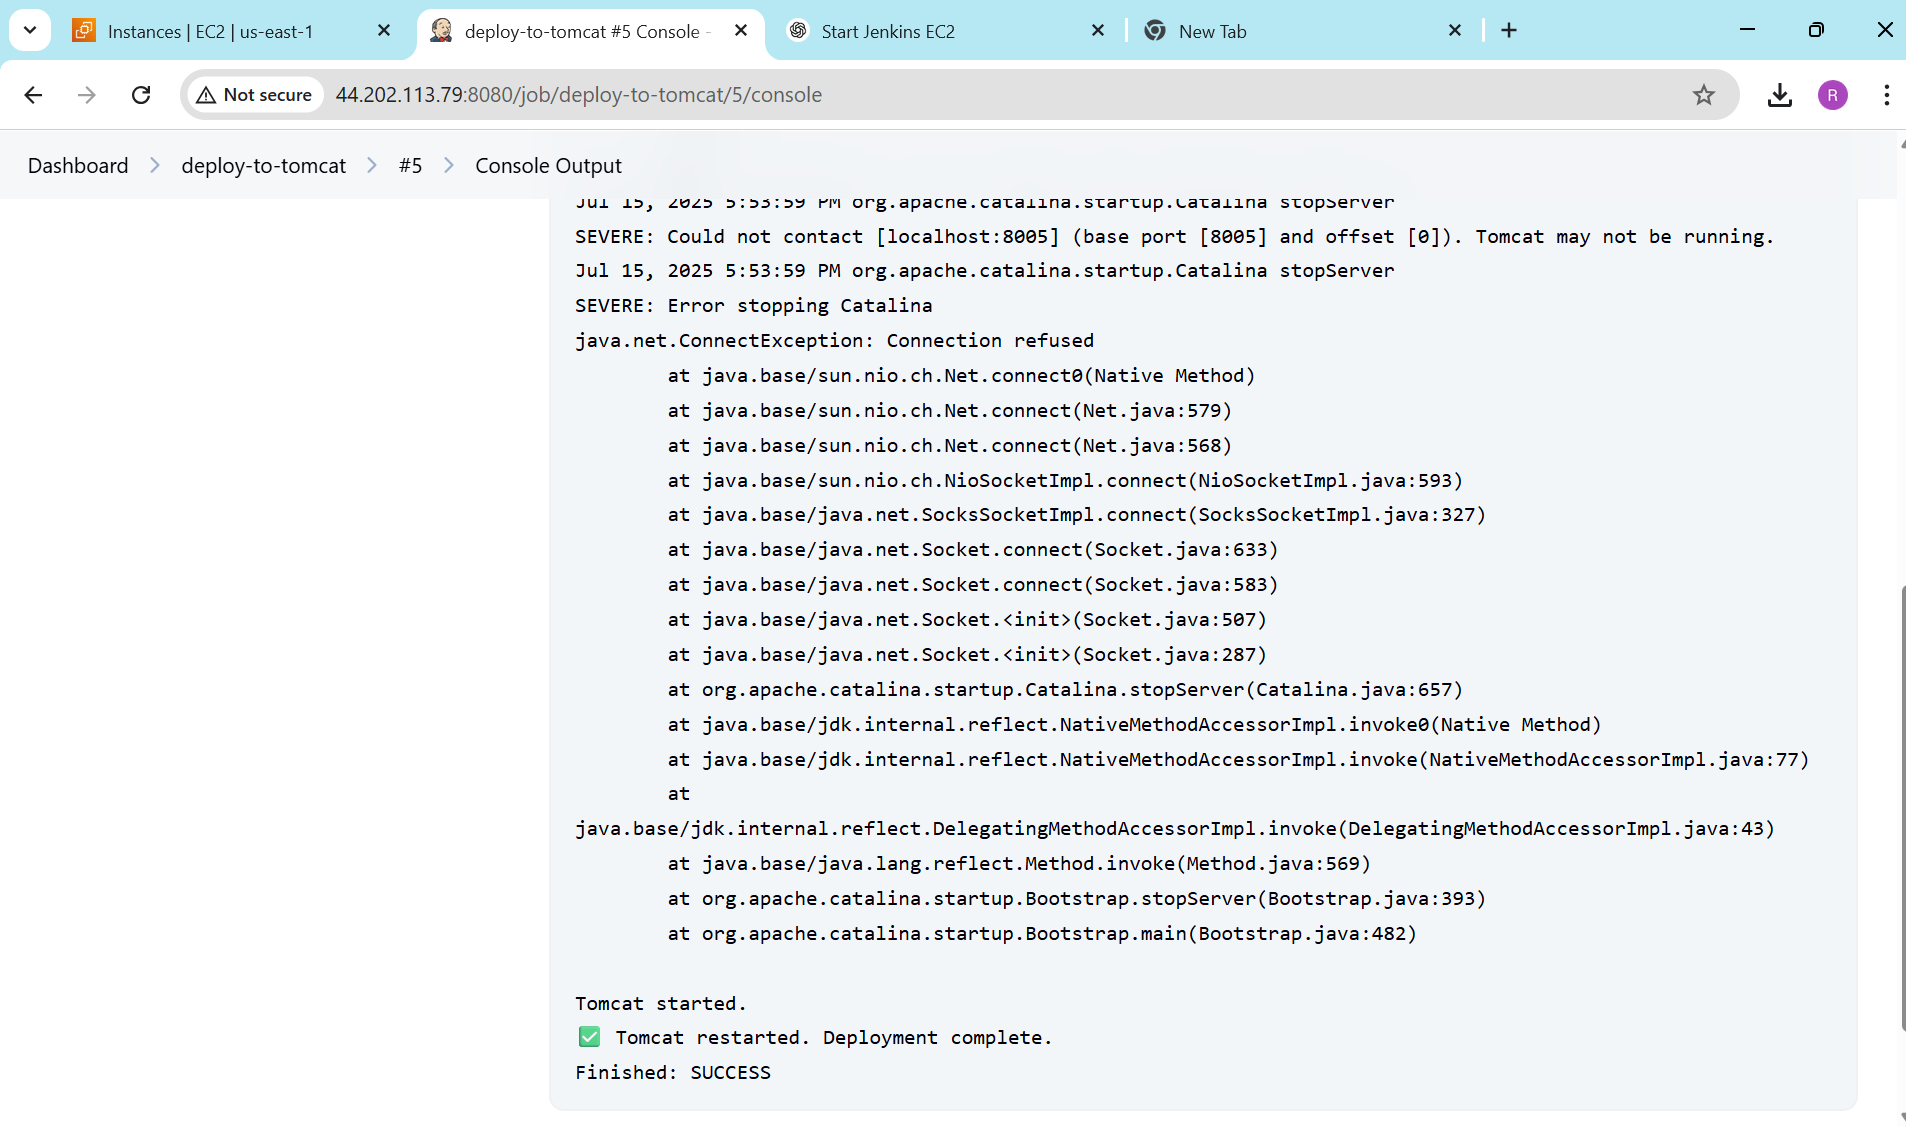 Instances | EC2 | us-east-1
deploy-to-tomcat #5 Console -
Start Jenkins EC2
New Tab
Not secure
44.202.113.79:8080/job/deploy-to-tomcat/5/console
R
Dashboard > deploy-to-tomcat > #5 > Console Output
Jul 15, 2025 5:53:59 PM org.apache.catalina.startup.Catalina stopServer
SEVERE: Could not contact [localhost:8005] (base port [8005] and offset [0]). Tomcat may not be running.
Jul 15, 2025 5:53:59 PM org.apache.catalina.startup.Catalina stopServer
SEVERE: Error stopping Catalina
java.net.ConnectException: Connection refused
at java.base/sun.nio.ch.Net.connect0(Native Method)
at java.base/sun.nio.ch.Net.connect(Net.java:579)
at java.base/sun.nio.ch.Net.connect(Net.java:568)
at java.base/sun.nio.ch.NioSocketImpl.connect(NioSocketImpl.java:593)
at java.base/java.net.SocksSocketImpl.connect(SocksSocketImpl.java:327)
at java.base/java.net.Socket.connect(Socket.java:633)
at java.base/java.net.Socket.connect(Socket.java:583)
at java.base/java.net.Socket.<init>(Socket.java:507)
at java.base/java.net.Socket.<init>(Socket.java:287)
at org.apache.catalina.startup.Catalina.stopServer(Catalina.java:657)
at java.base/jdk.internal.reflect.NativeMethodAccessorImpl.invoke0(Native Method)
at java.base/jdk.internal.reflect.NativeMethodAccessorImpl.invoke(NativeMethodAccessorImpl.java:77)
at
java.base/jdk.internal.reflect.DelegatingMethodAccessorImpl.invoke(DelegatingMethodAccessorImpl.java:43)
at java.base/java.lang.reflect.Method.invoke(Method.java:569)
at org.apache.catalina.startup.Bootstrap.stopServer(Bootstrap.java:393)
at org.apache.catalina.startup.Bootstrap.main(Bootstrap.java:482)
Tomcat started.
✅ Tomcat restarted. Deployment complete.
Finished: SUCCESS